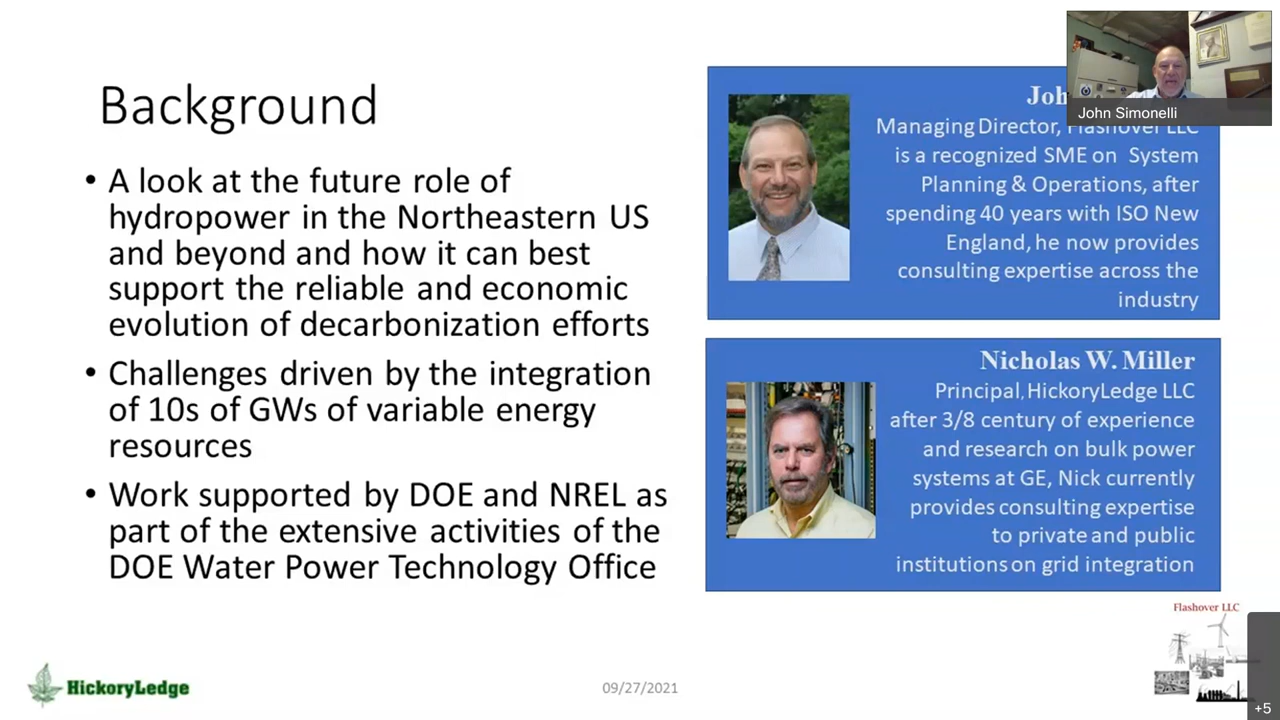 Background
• A look at the future role of
hydropower in the Northeastern US
and beyond and how it can best
support the reliable and economic
evolution of decarbonization efforts
• Challenges driven by the integration
of 10s of GWs of variable energy
resources
• Work supported by DOE and NREL as
part of the extensive activities of the
DOE Water Power Technology Office
John Simonelli
Managing Director, Flashover LLC
is a recognized SME on System
Planning & Operations, after
spending 40 years with ISO New
England, he now provides
consulting expertise across the
industry
Nicholas W. Miller
Principal, HickoryLedge LLC
after 3/8 century of experience
and research on bulk power
systems at GE, Nick currently
provides consulting expertise
to private and public
institutions on grid integration
Flashover LLC
HickoryLedge
09/27/2021
+5